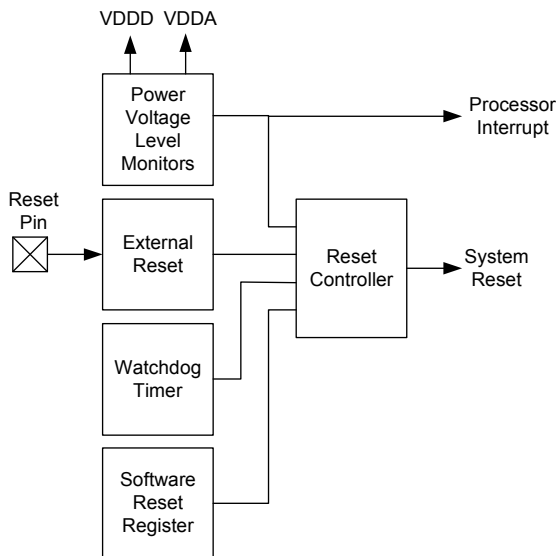 VDDD VDDA
Power
Voltage
Level
Monitors
Processor
Interrupt
Reset
Pin
External
Reset
Reset
Controller
System
Reset
Watchdog
Timer
Software
Reset
Register